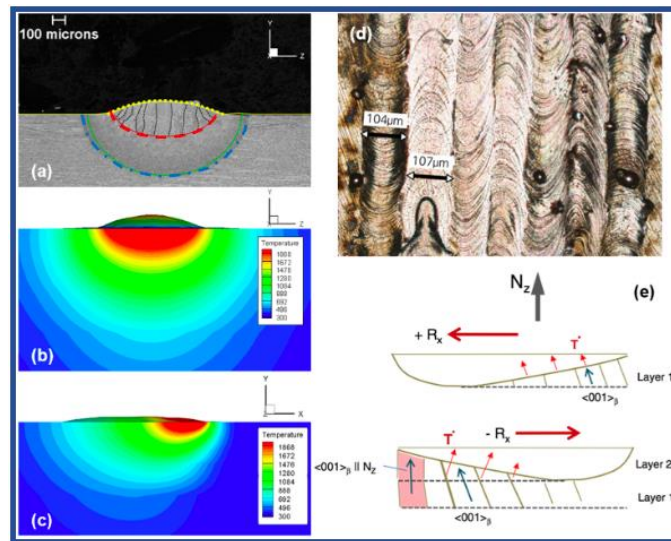 100 microns
Y
Z
(a)
Y
Z
Temperature
1868
1672
1478
1280
1084
888
692
496
300
(b)
Y
X
Temperature
1868
1672
1476
1280
1084
888
692
496
300
(c)
(d)
104µm
107µm
Nz
(e)
+ Rx
T*
Layer 1
<001>β
T*
- Rx
<001>β || Nz
Layer 2
Layer 1
<001>β